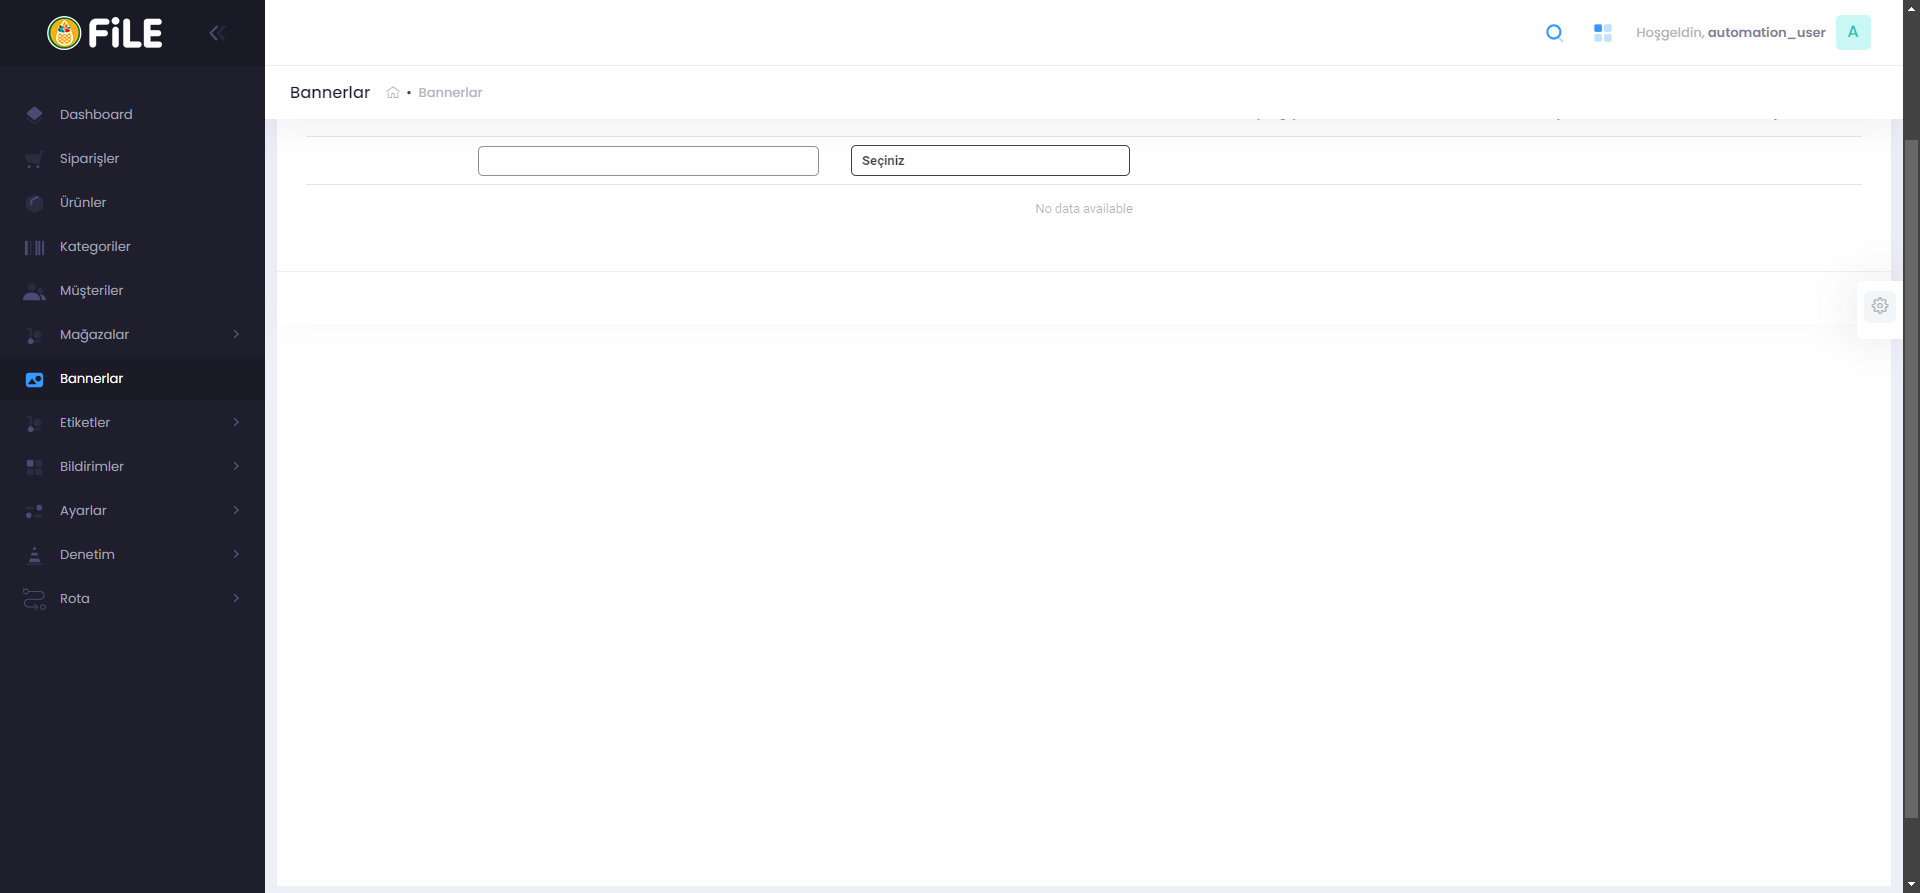 FiLE
Hoşgeldin, automation_user
A
Bannerlar
Bannerlar
Dashboard
Siparişler
Ürünler
Kategoriler
Müşteriler
Mağazalar
Bannerlar
Etiketler
Bildirimler
Ayarlar
Denetim
Rota
Seçiniz
No data available